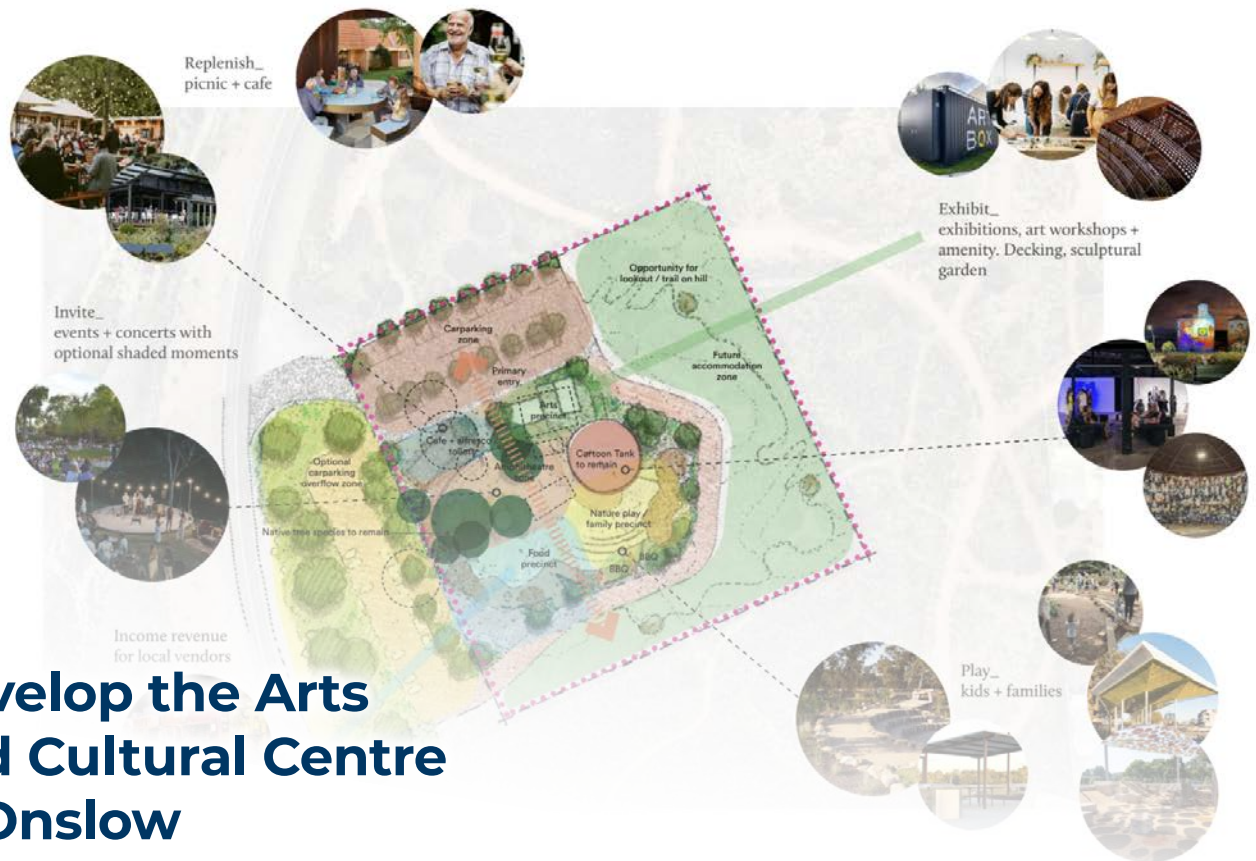 Replenish_
picnic + cafe
ART
BOX
Exhibit_
exhibitions, art workshops +
amenity. Decking, sculptural
garden
Invite_
events + concerts with
optional shaded moments
Opportunity for
lookout / trail on hill
Carparking
zone
Primary
entry
Future
accommodation
zone
Arts
precinct
Cafe + alfresco
toilets
Amphitheatre
Cartoon Tank
to remain
Optional
carparking
overflow zone
Nature play /
family precinct
Native tree species to remain
Food
precinct
BBQ
BBQ
Income revenue
for local vendors
Play_
kids + families
velop the Arts
d Cultural Centre
Onslow